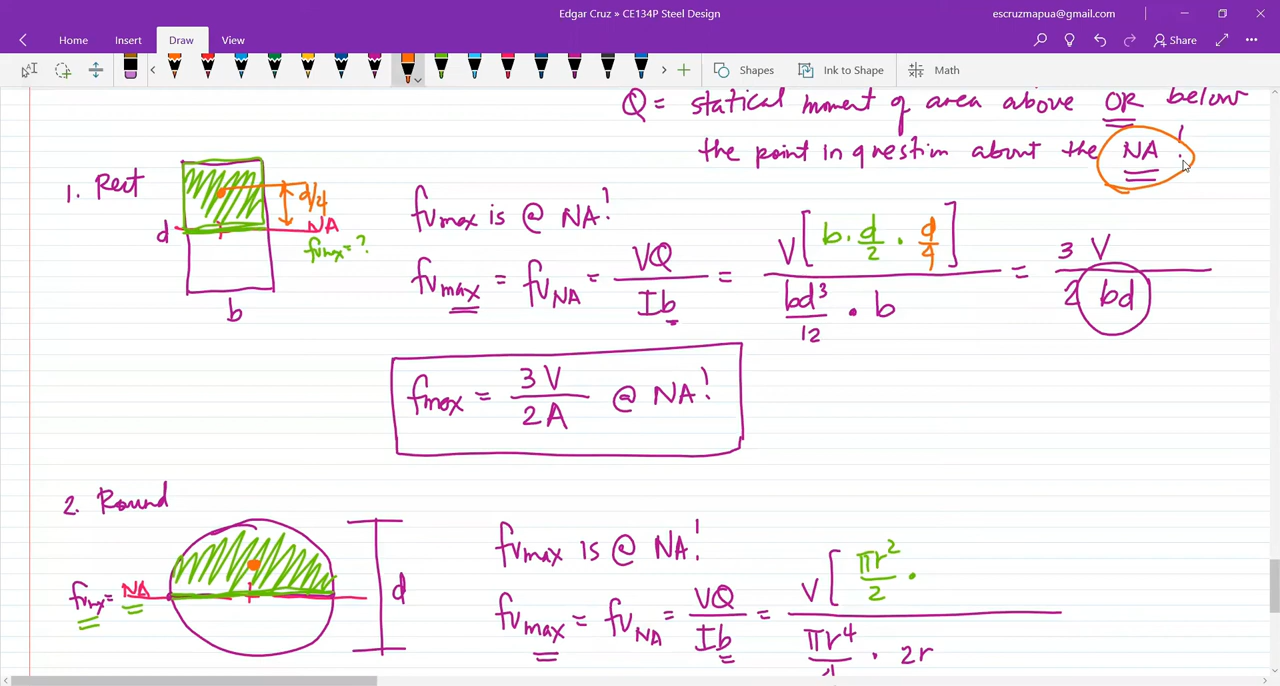 Edgar Cruz » CE134P Steel Design
escruzmapua@gmail.com
Home Insert Draw View
Share
Shapes Ink to Shape Math
Q = statical moment of area above OR below
the point in question about the NA!
1. Rect
d/4
d
NA
fvmax = ?
b
fvmax is @ NA!
fvmax = fvNA = VQ / Ib = V[b · d/2 · d/4] / (bd³/12 · b) = 3V / 2bd
fmax = 3V / 2A @ NA!
2. Round
fvmax = NA
d
fvmax is @ NA!
fvmax = fvNA = VQ / Ib = V[πr²/2 · / (πr⁴/4 · 2r